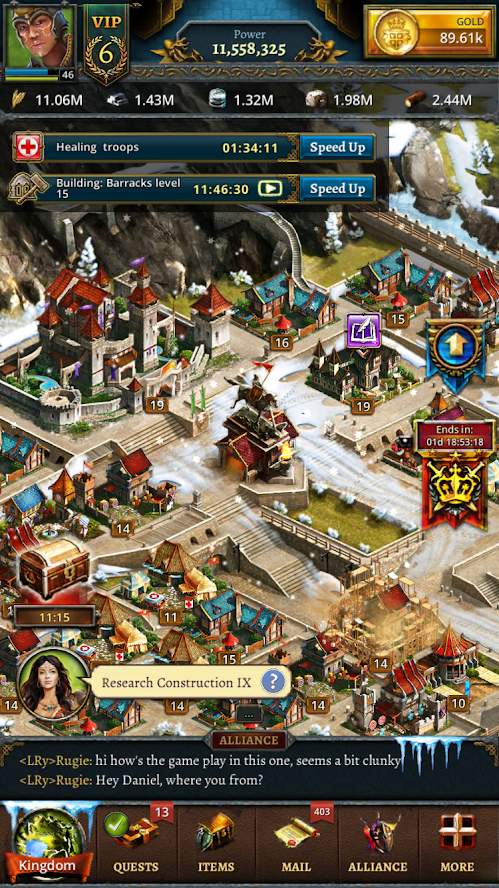 VIP
6
46
Power
11,558,325
GOLD
89.61k
11.06M
1.43M
1.32M
1.98M
2.44M
Healing troops
01:34:11
Speed Up
Building: Barracks level
15
11:46:30
Speed Up
15
16
19
19
Ends in:
01d 18:53:18
14
11:15
11
15
14
14
14
10
Research Construction IX
?
...
ALLIANCE
<LRy>Rugie: hi how's the game play in this one, seems a bit clunky
<LRy>Rugie: Hey Daniel, where you from?
Kingdom
13
QUESTS
ITEMS
403
MAIL
ALLIANCE
MORE